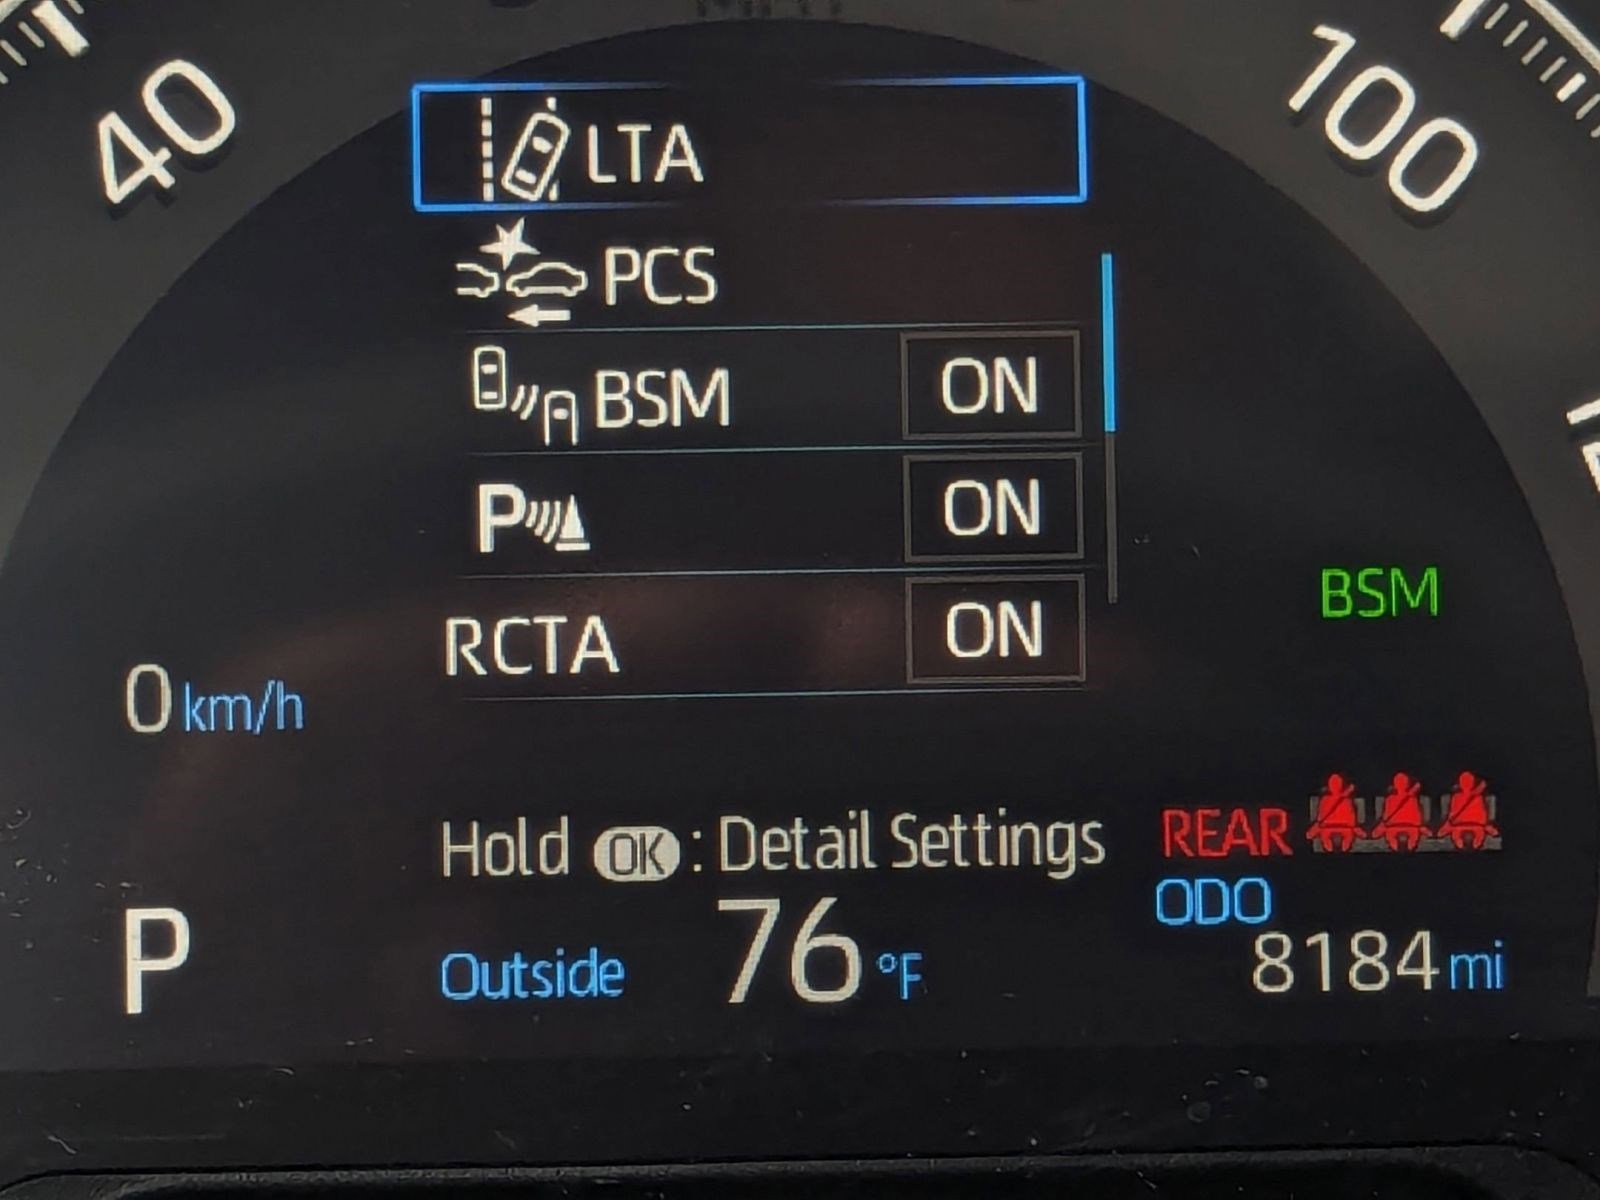 40
100
LTA
PCS
BSM ON
P ON
RCTA ON
BSM
0 km/h
Hold OK : Detail Settings
REAR
ODO
P
Outside 76 °F
8184 mi